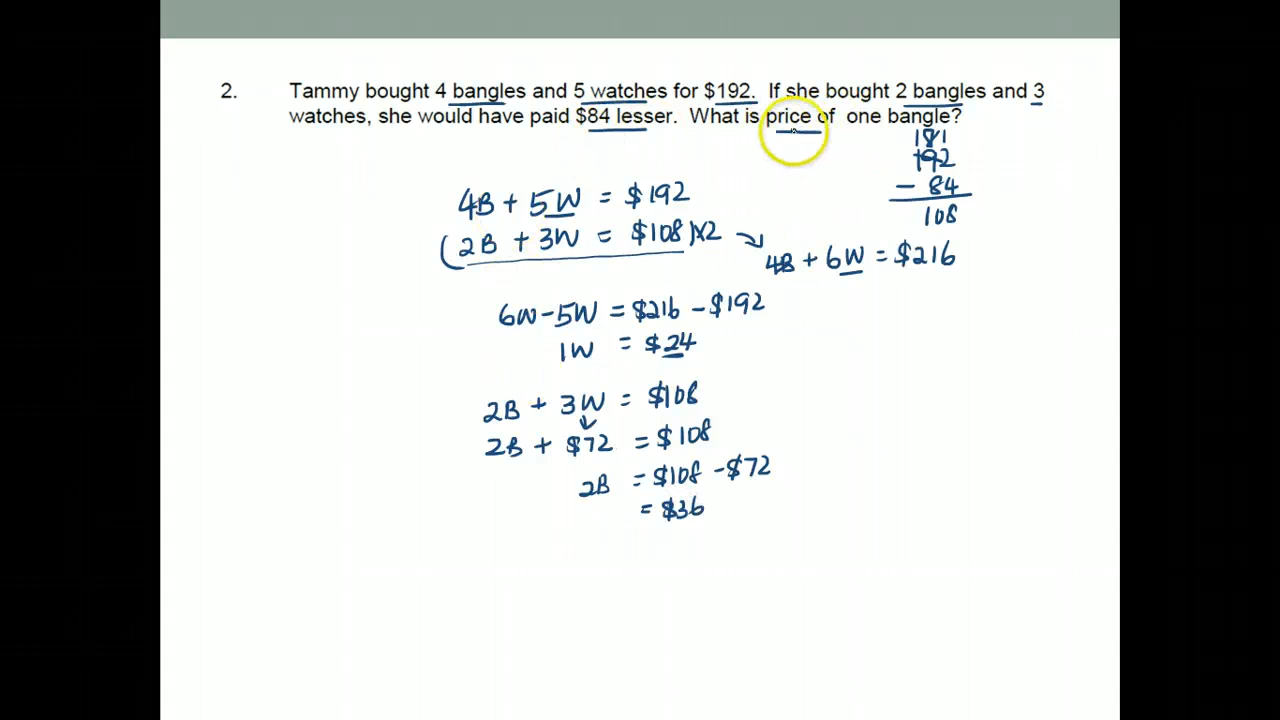 2. Tammy bought 4 bangles and 5 watches for $192. If she bought 2 bangles and 3
watches, she would have paid $84 lesser. What is price of one bangle?
181
192
- 84
108
4B + 5W = $192
(2B + 3W = $108)x2
4B + 6W = $216
6W - 5W = $216 - $192
1W = $24
2B + 3W = $108
2B + $72 = $108
2B = $108 - $72
= $36